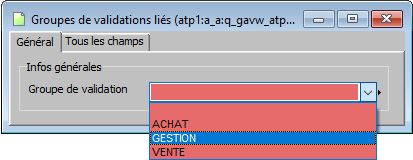 Groupes de validations liés (atp1:a_a:q_gavw_atp...
Général
Tous les champs
Infos générales
Groupe de validation
ACHAT
GESTION
VENTE